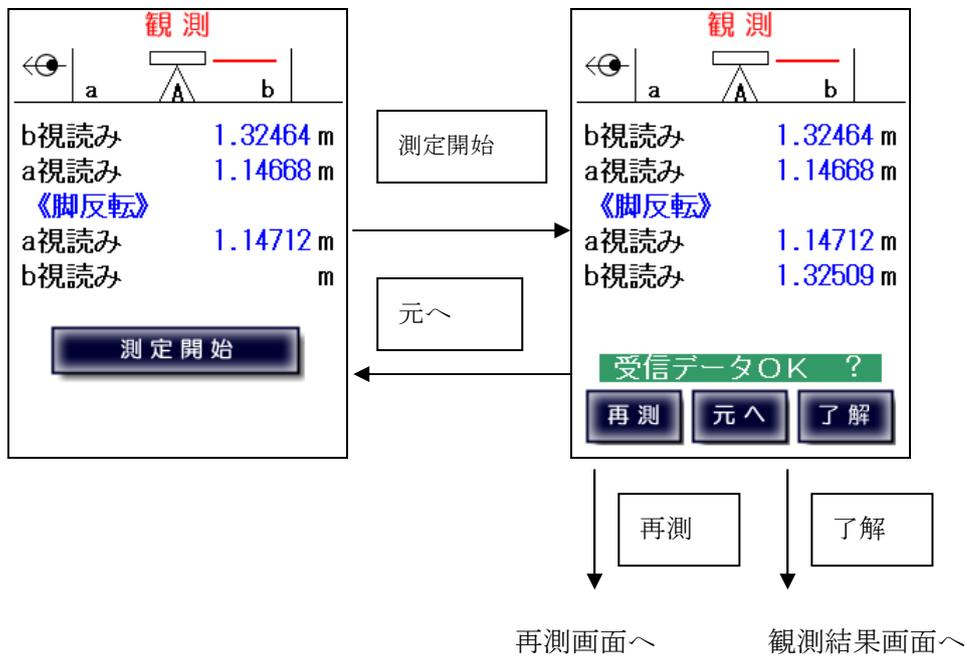 観測
a A b
b視読み 1.32464 m
a視読み 1.14668 m
《脚反転》
a視読み 1.14712 m
b視読み m
測定開始
測定開始
元へ
観測
a A b
b視読み 1.32464 m
a視読み 1.14668 m
《脚反転》
a視読み 1.14712 m
b視読み 1.32509 m
受信データOK ?
再測 元へ 了解
再測
了解
再測画面へ
観測結果画面へ